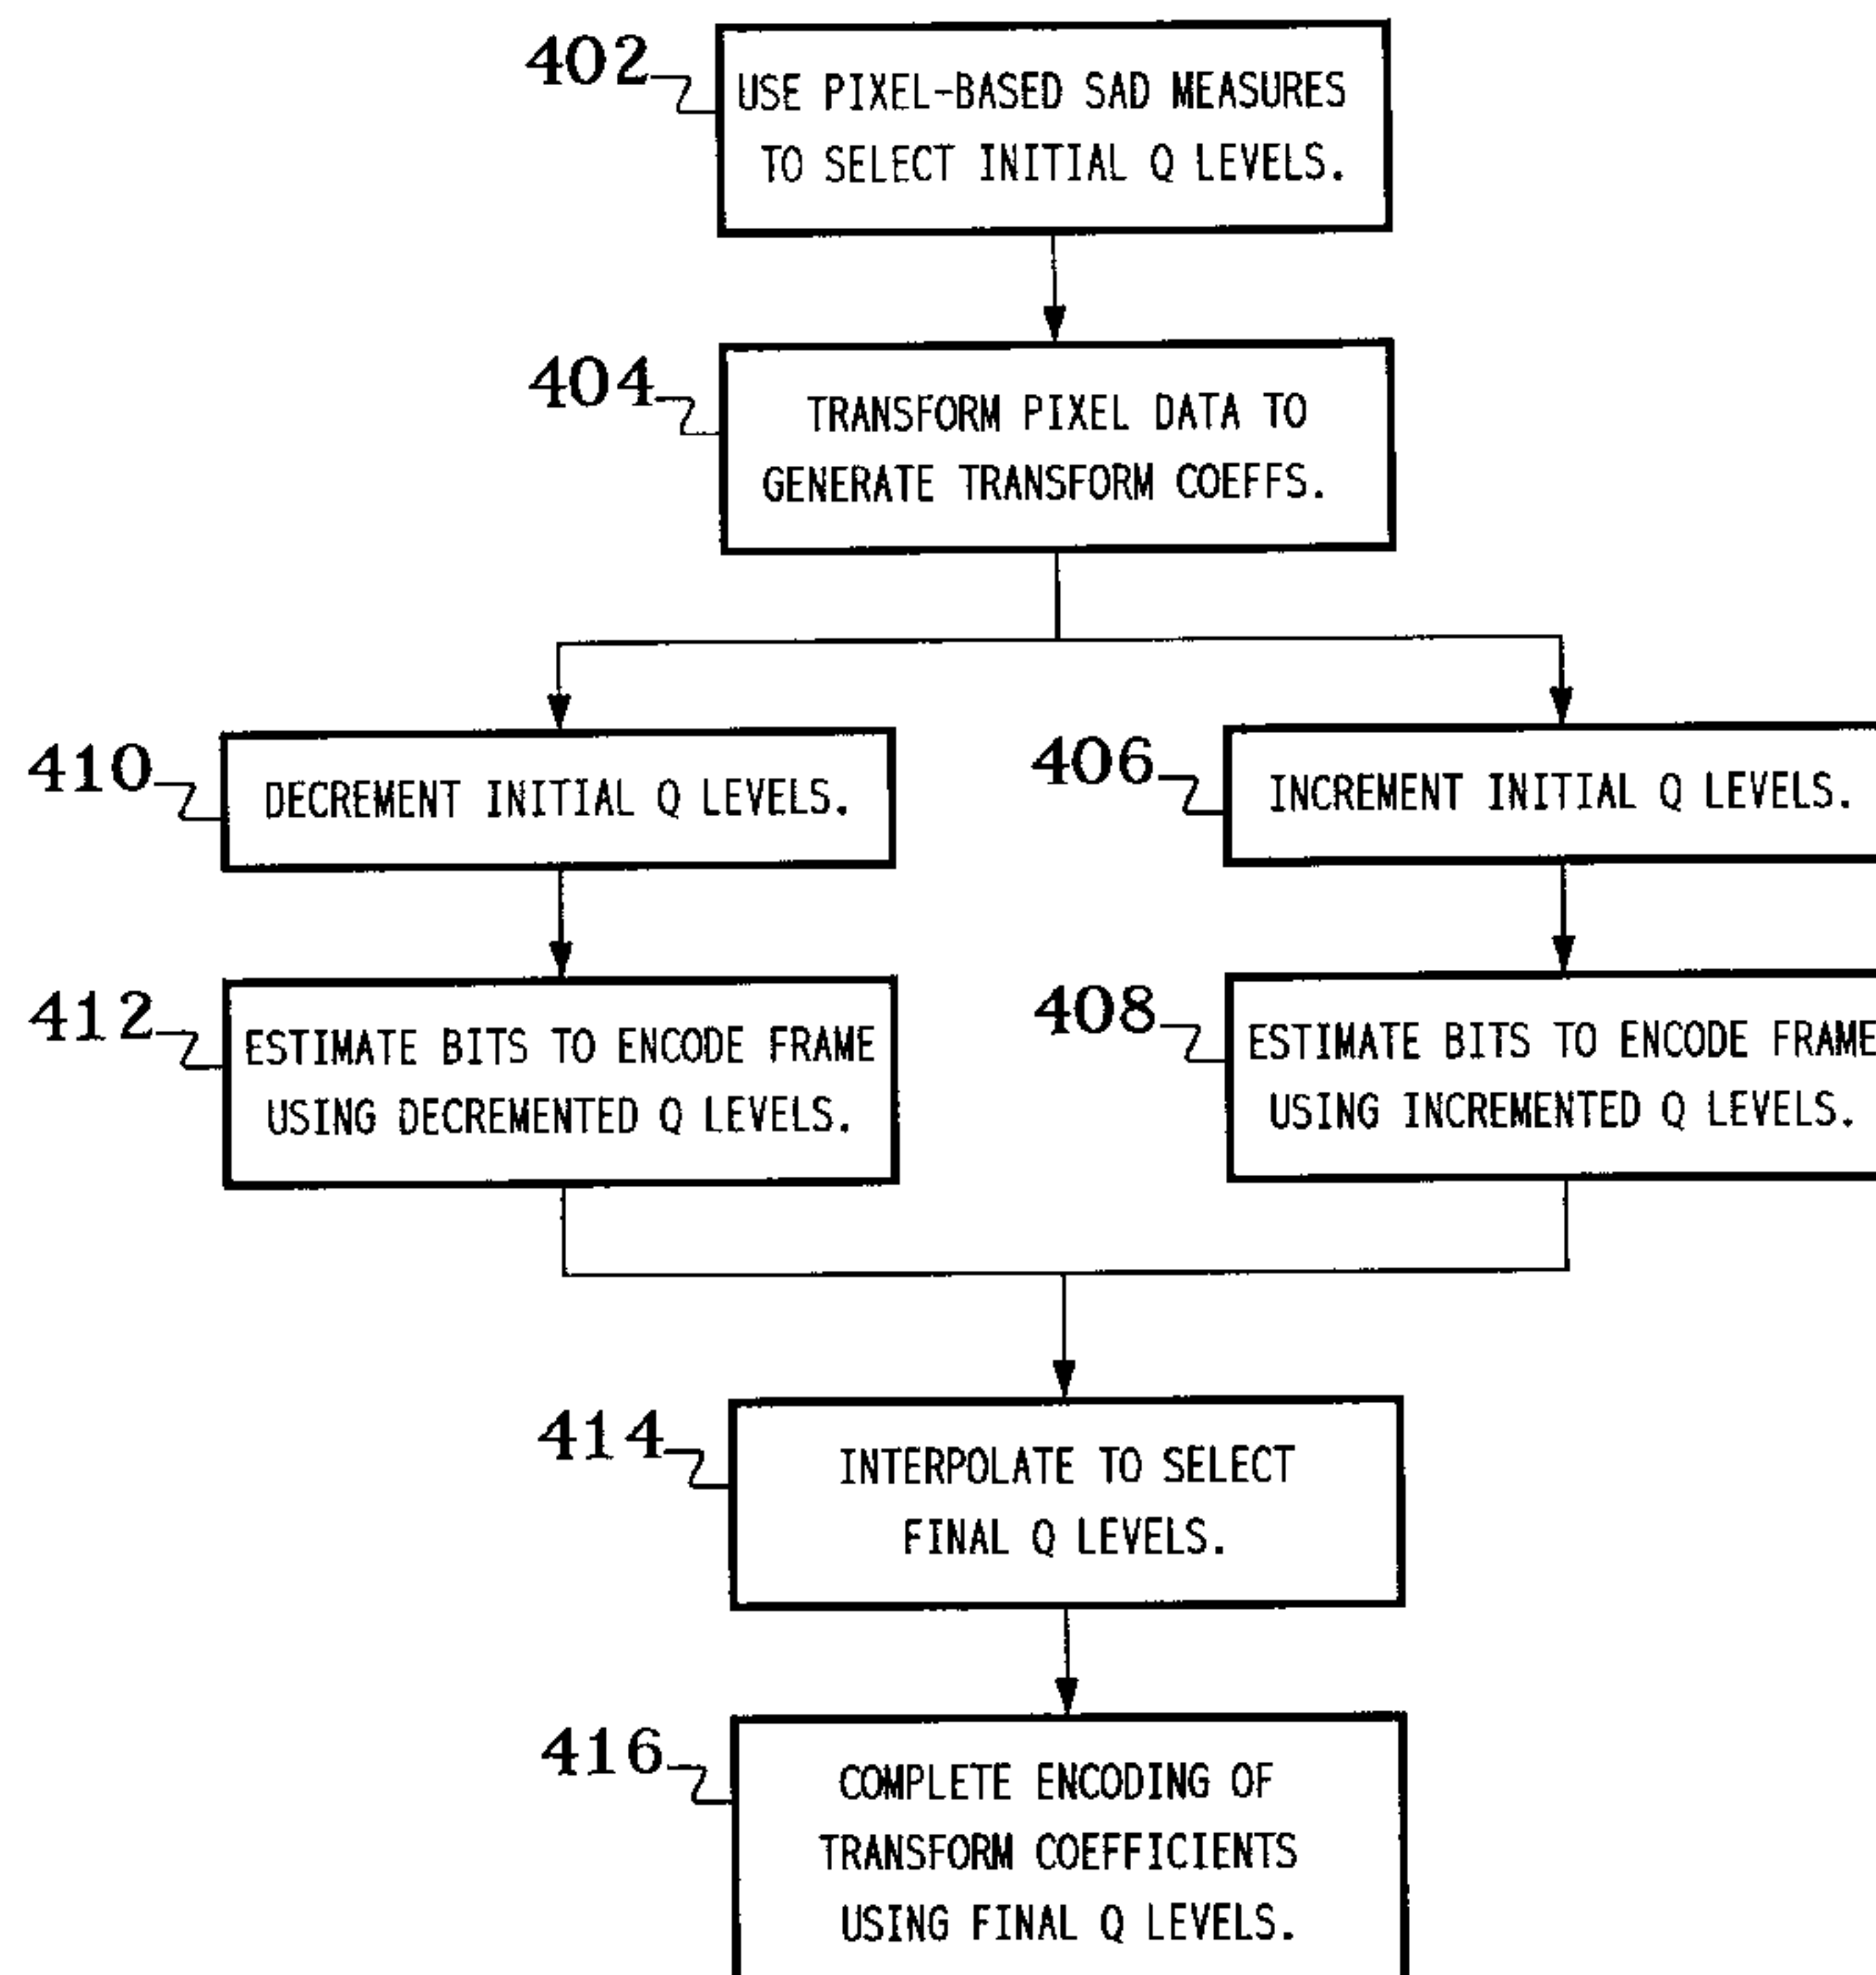 402
USE PIXEL-BASED SAD MEASURES
TO SELECT INITIAL Q LEVELS.
404
TRANSFORM PIXEL DATA TO
GENERATE TRANSFORM COEFFS.
410
DECREMENT INITIAL Q LEVELS.
406
INCREMENT INITIAL Q LEVELS.
412
ESTIMATE BITS TO ENCODE FRAME
USING DECREMENTED Q LEVELS.
408
ESTIMATE BITS TO ENCODE FRAME
USING INCREMENTED Q LEVELS.
414
INTERPOLATE TO SELECT
FINAL Q LEVELS.
416
COMPLETE ENCODING OF
TRANSFORM COEFFICIENTS
USING FINAL Q LEVELS.